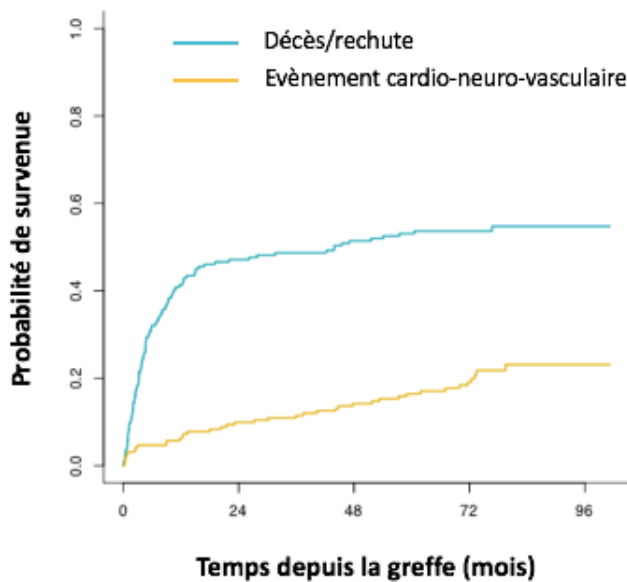 Décès/rechute
Evènement cardio-neuro-vasculaire
Probabilité de survenue
1.0
0.8
0.6
0.4
0.2
0.0
0 24 48 72 96
Temps depuis la greffe (mois)